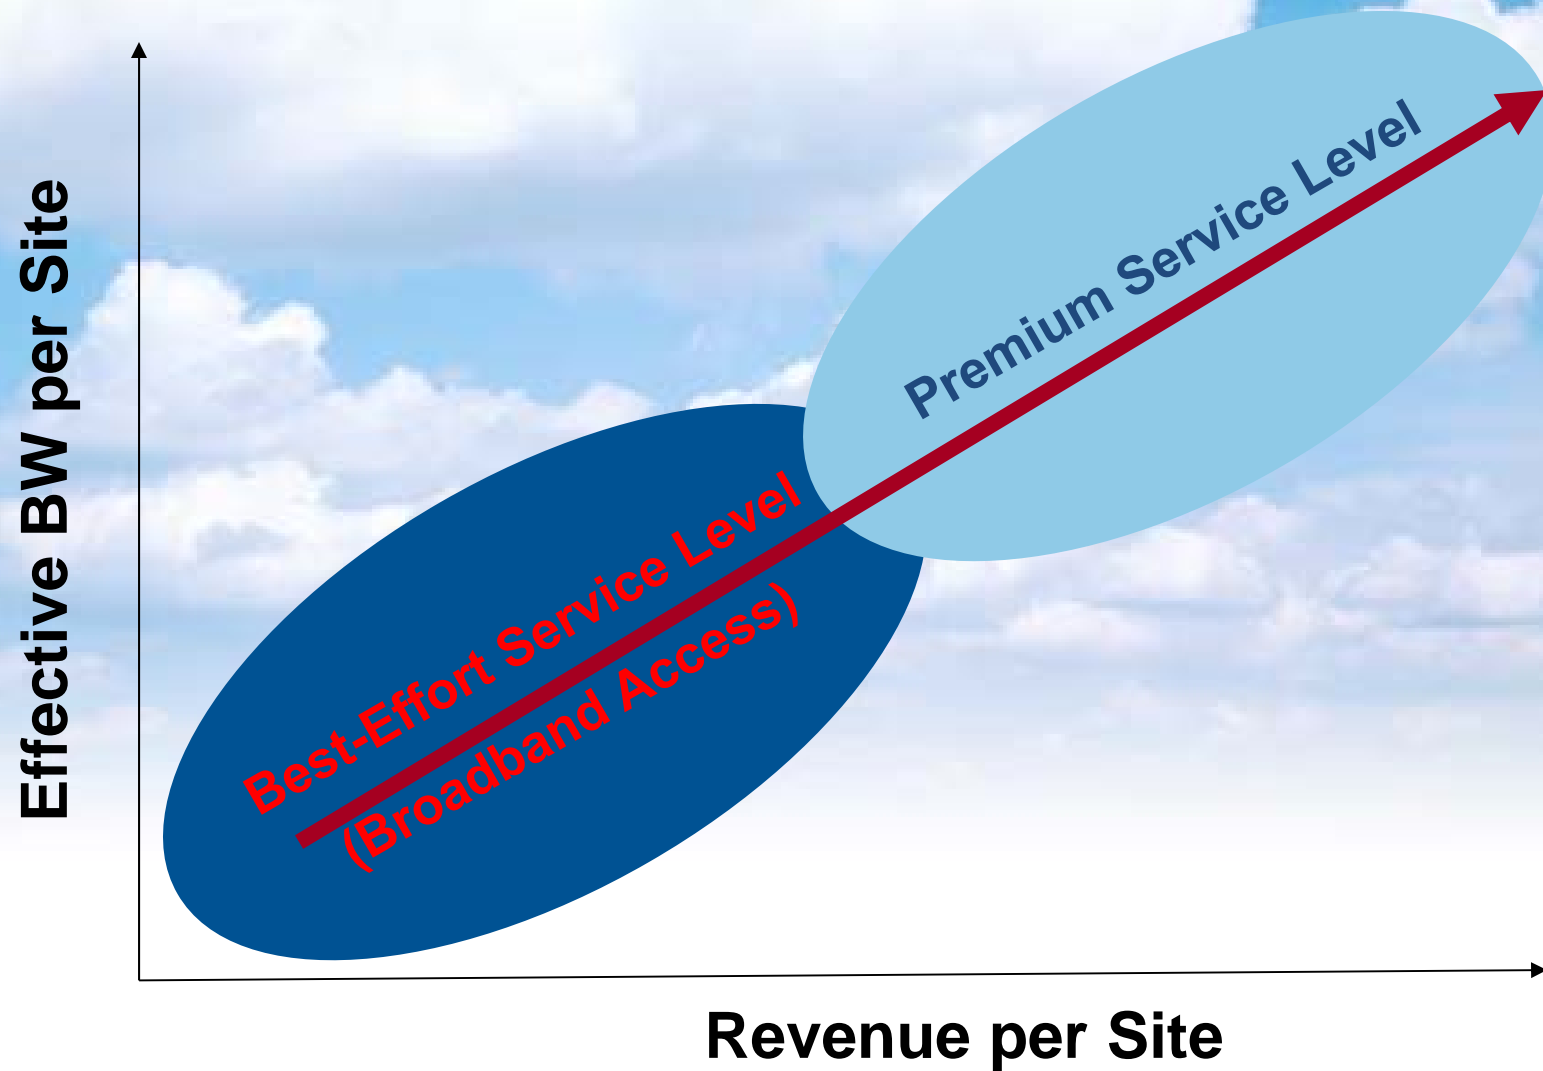 Effective BW per Site
Premium Service Level
Best-Effort Service Level
(Broadband Access)
Revenue per Site